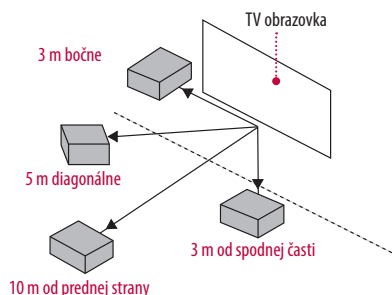 TV obrazovka
3 m bočne
5 m diagonálne
3 m od spodnej časti
10 m od prednej strany